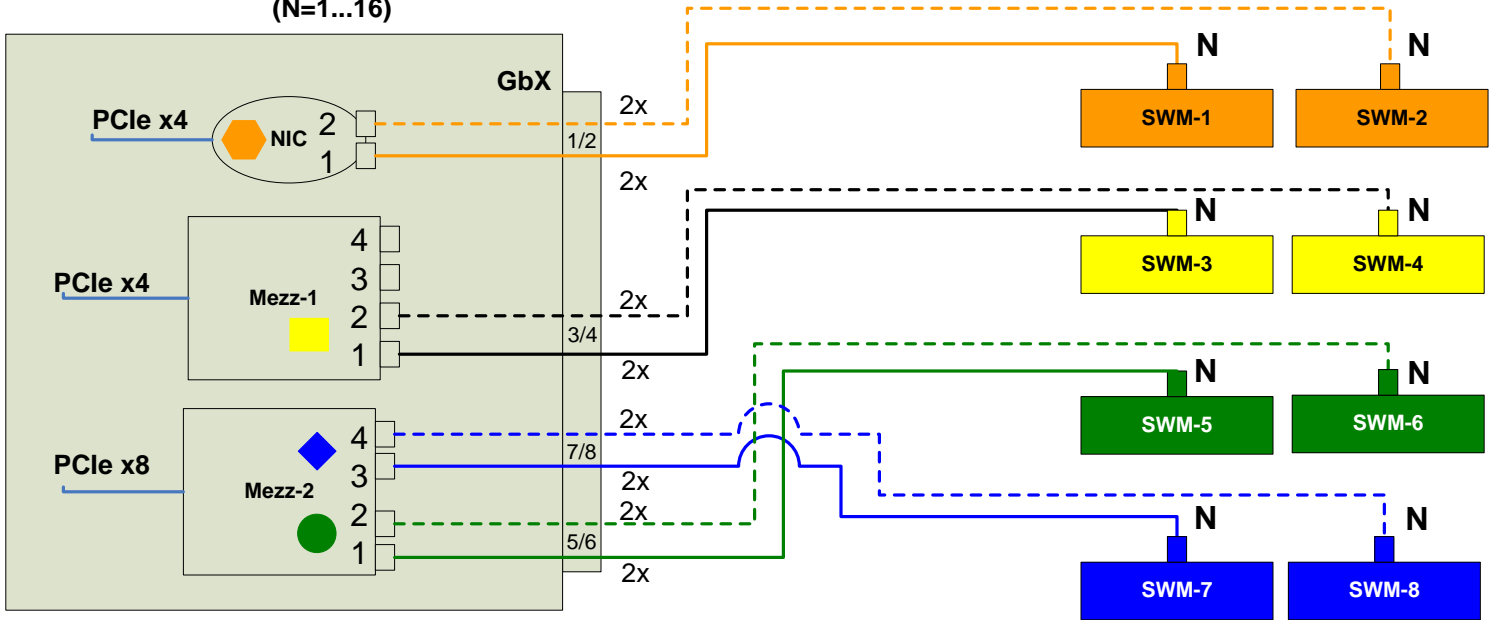 (N=1...16)
GbX
PCIe x4
NIC
2
1
1/2
2x
2x
N
N
SWM-1
SWM-2
PCIe x4
Mezz-1
4
3
2
1
3/4
2x
2x
N
N
SWM-3
SWM-4
PCIe x8
Mezz-2
4
3
2
1
7/8
5/6
2x
2x
2x
2x
N
N
SWM-5
SWM-6
N
N
SWM-7
SWM-8